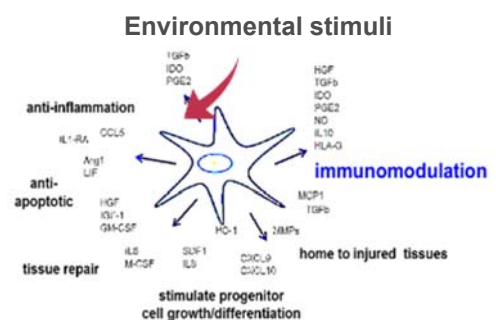 Environmental stimuli
TGFb
IDO
PGE2
HGF
TGFb
IDO
PGE2
NO
IL10
HLA-G
anti-inflammation
IL1-RA
CCL5
immunomodulation
Arg1
LIF
anti-
apoptotic
MCP1
TGFb
HGF
IGF-1
GM-CSF
HO-1
MMPs
home to injured tissues
IL6
M-CSF
SDF1
IL6
CXCL9
CXCL10
tissue repair
stimulate progenitor
cell growth/differentiation